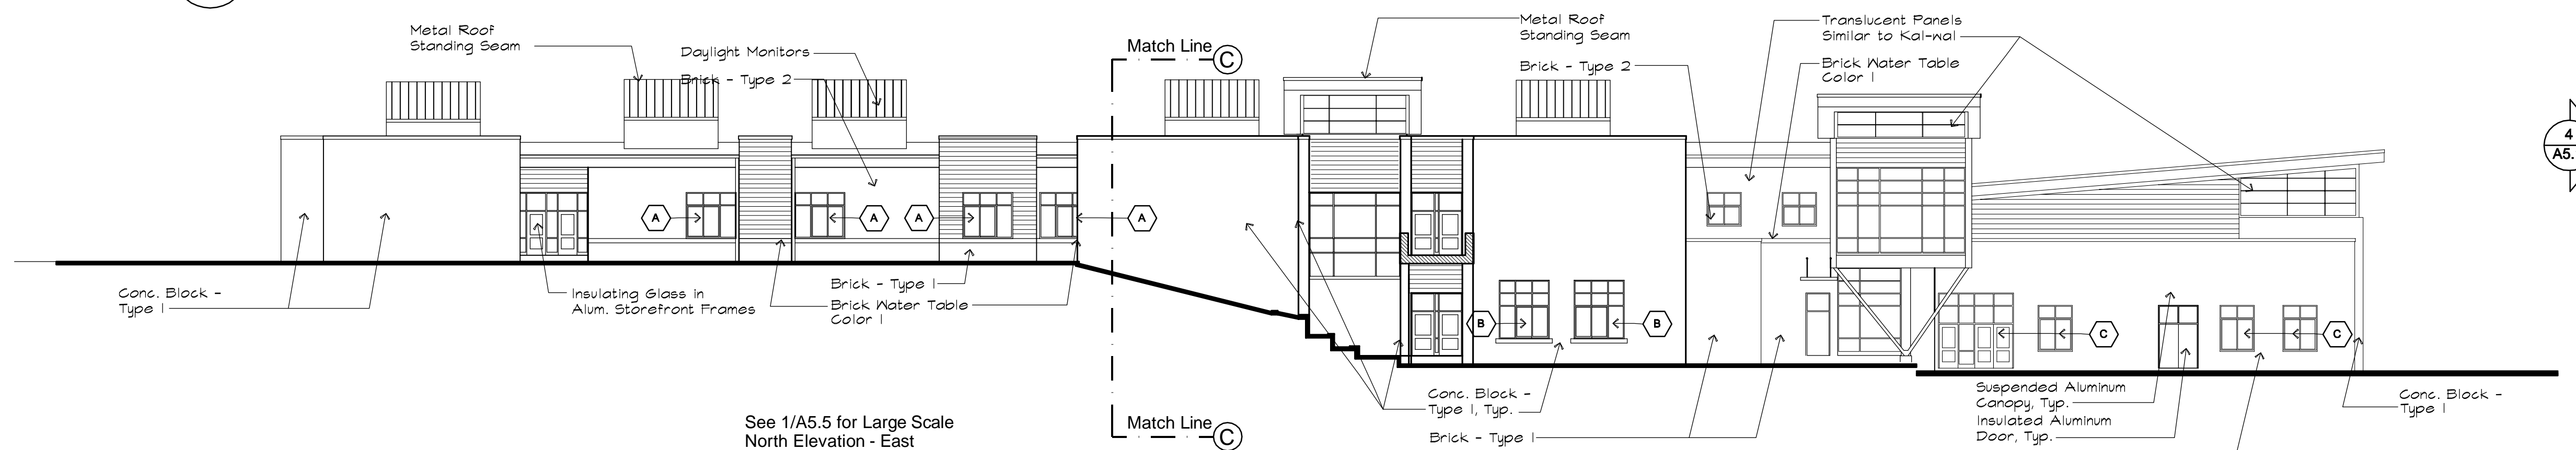 Metal Roof
Standing Seam
Daylight Monitors
Brick - Type 2
Match Line
C
Metal Roof
Standing Seam
Brick - Type 2
Translucent Panels
Similar to Kal-wal
Brick Water Table
Color 1
4
A5.
A
A
A
A
B
B
C
C
Conc. Block -
Type 1
Insulating Glass in
Alum. Storefront Frames
Brick - Type 1
Brick Water Table
Color 1
See 1/A5.5 for Large Scale
North Elevation - East
Match Line
C
Conc. Block -
Type 1, Typ.
Brick - Type 1
Suspended Aluminum
Canopy, Typ.
Insulated Aluminum
Door, Typ.
Conc. Block -
Type 1